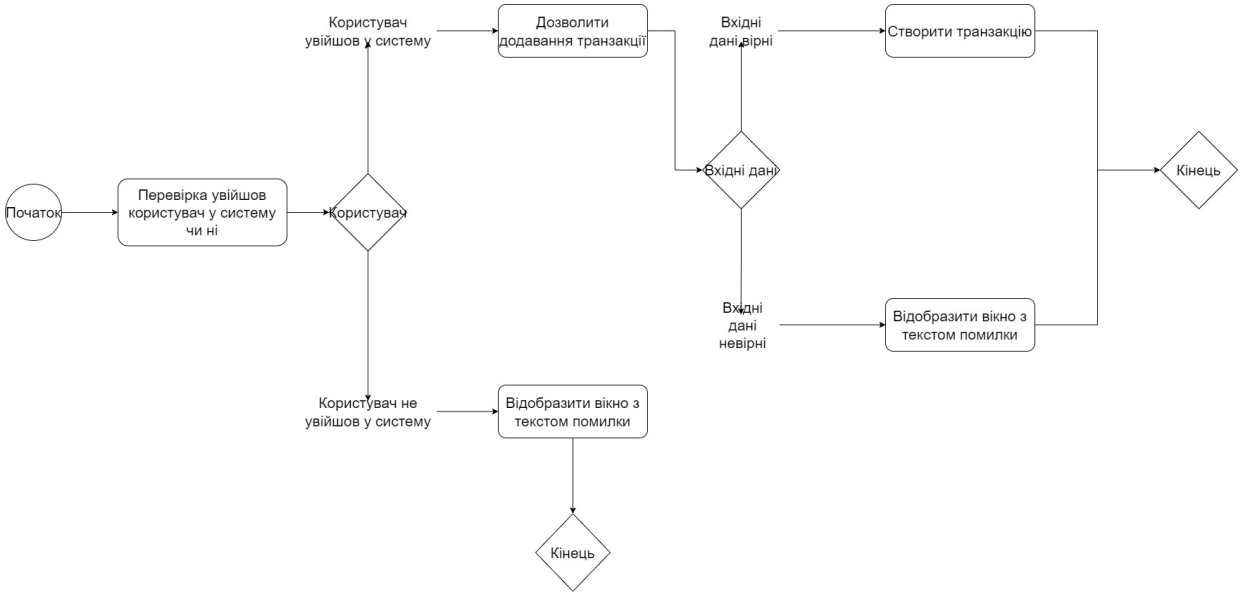 Початок
Перевірка увійшов
користувач у систему
чи ні
Користувач
Користувач
увійшов у систему
Дозволити
додавання транзакції
Вхідні дані
Вхідні
дані вірні
Створити транзакцію
Кінець
Вхідні
дані
невірні
Відобразити вікно з
текстом помилки
Користувач не
увійшов у систему
Відобразити вікно з
текстом помилки
Кінець